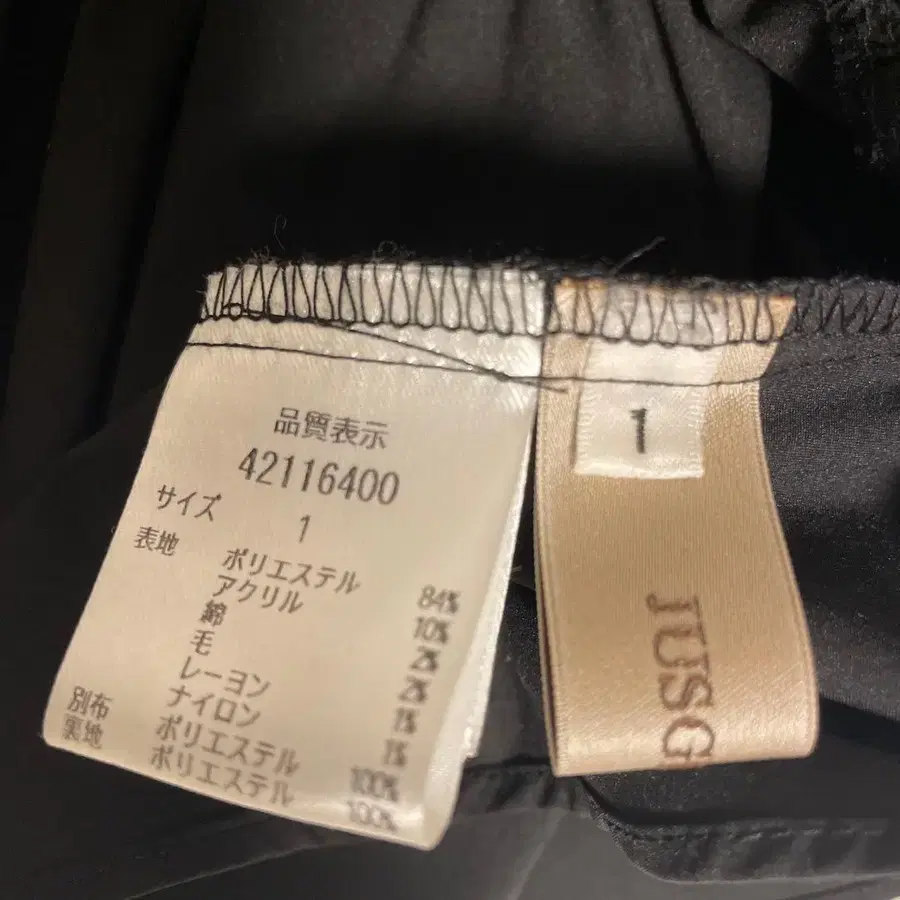 品質表示
42116400
サイズ 1
表地 ポリエステル 84%
アクリル 10%
綿 2%
毛 2%
レーヨン 1%
ナイロン 1%
別布 ポリエステル 100%
裏地 ポリエステル 100%
1
JUSG